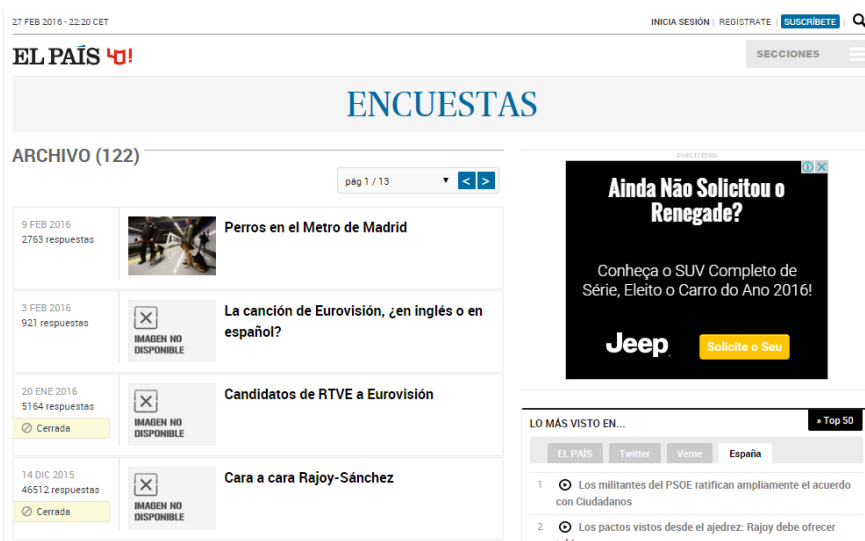 27 FEB 2016 - 22:20 CET
INICIA SESIÓN | REGÍSTRATE | SUSCRÍBETE |
EL PAÍS 40!
SECCIONES
ENCUESTAS
ARCHIVO (122)
pág 1 / 13
< >
9 FEB 2016
2763 respuestas
Perros en el Metro de Madrid
3 FEB 2016
921 respuestas
IMAGEN NO
DISPONIBLE
La canción de Eurovisión, ¿en inglés o en
español?
20 ENE 2016
5164 respuestas
Cerrada
IMAGEN NO
DISPONIBLE
Candidatos de RTVE a Eurovisión
14 DIC 2015
46512 respuestas
Cerrada
IMAGEN NO
DISPONIBLE
Cara a cara Rajoy-Sánchez
PUBLICIDAD
Ainda Não Solicitou o
Renegade?
Conheça o SUV Completo de
Série, Eleito o Carro do Ano 2016!
Jeep
Solicite o Seu
LO MÁS VISTO EN...
» Top 50
EL PAÍS Twitter Verne España
1 Los militantes del PSOE ratifican ampliamente el acuerdo
con Ciudadanos
2 Los pactos vistos desde el ajedrez: Rajoy debe ofrecer